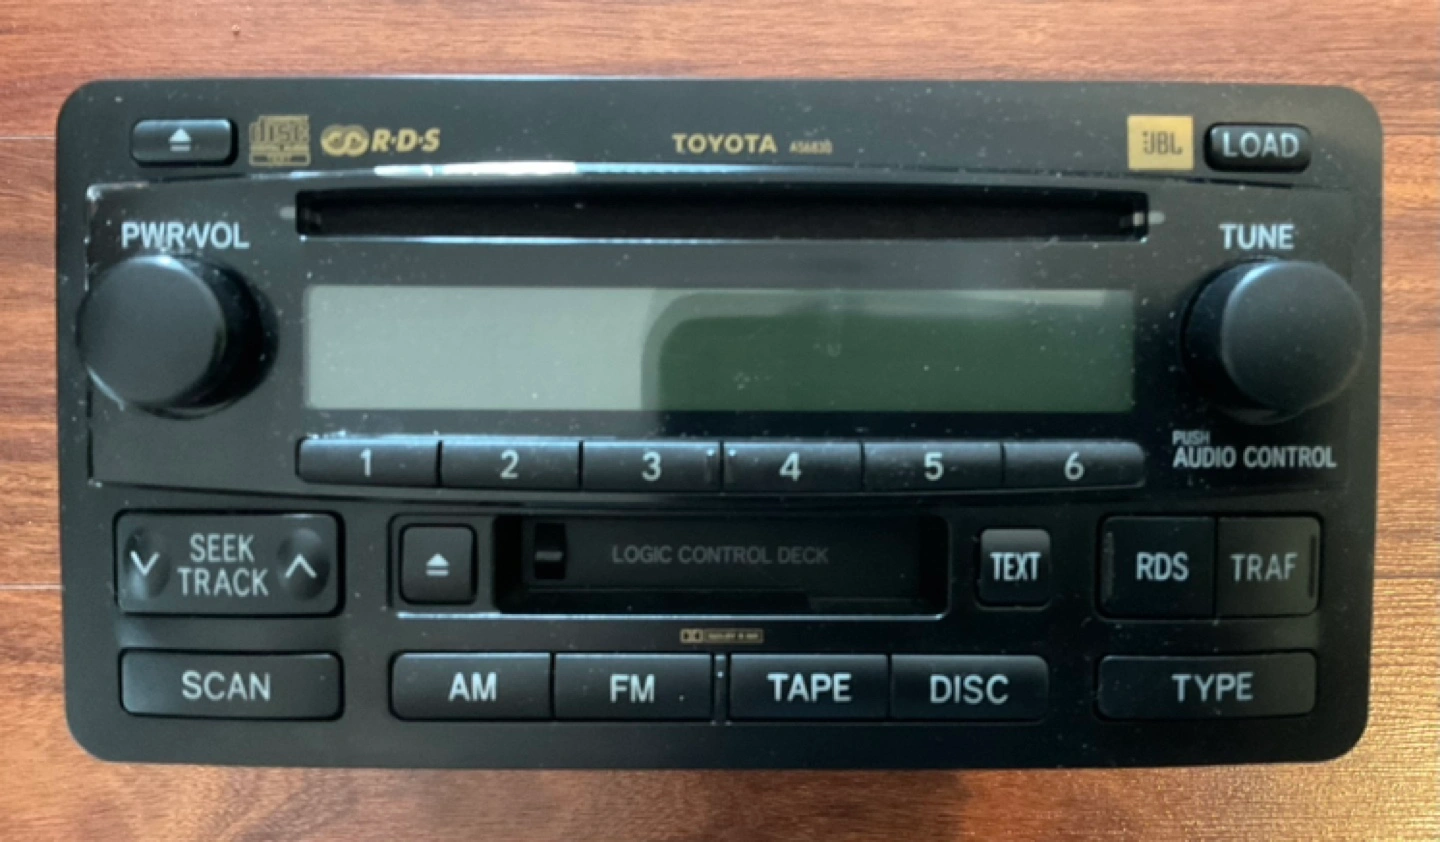 DISC
R·D·S
TOYOTA
JBL
LOAD
PWR·VOL
TUNE
1 2 3 4 5 6
PUSH
AUDIO CONTROL
SEEK
TRACK
LOGIC CONTROL DECK
TEXT
RDS
TRAF
SCAN
AM
FM
TAPE
DISC
TYPE